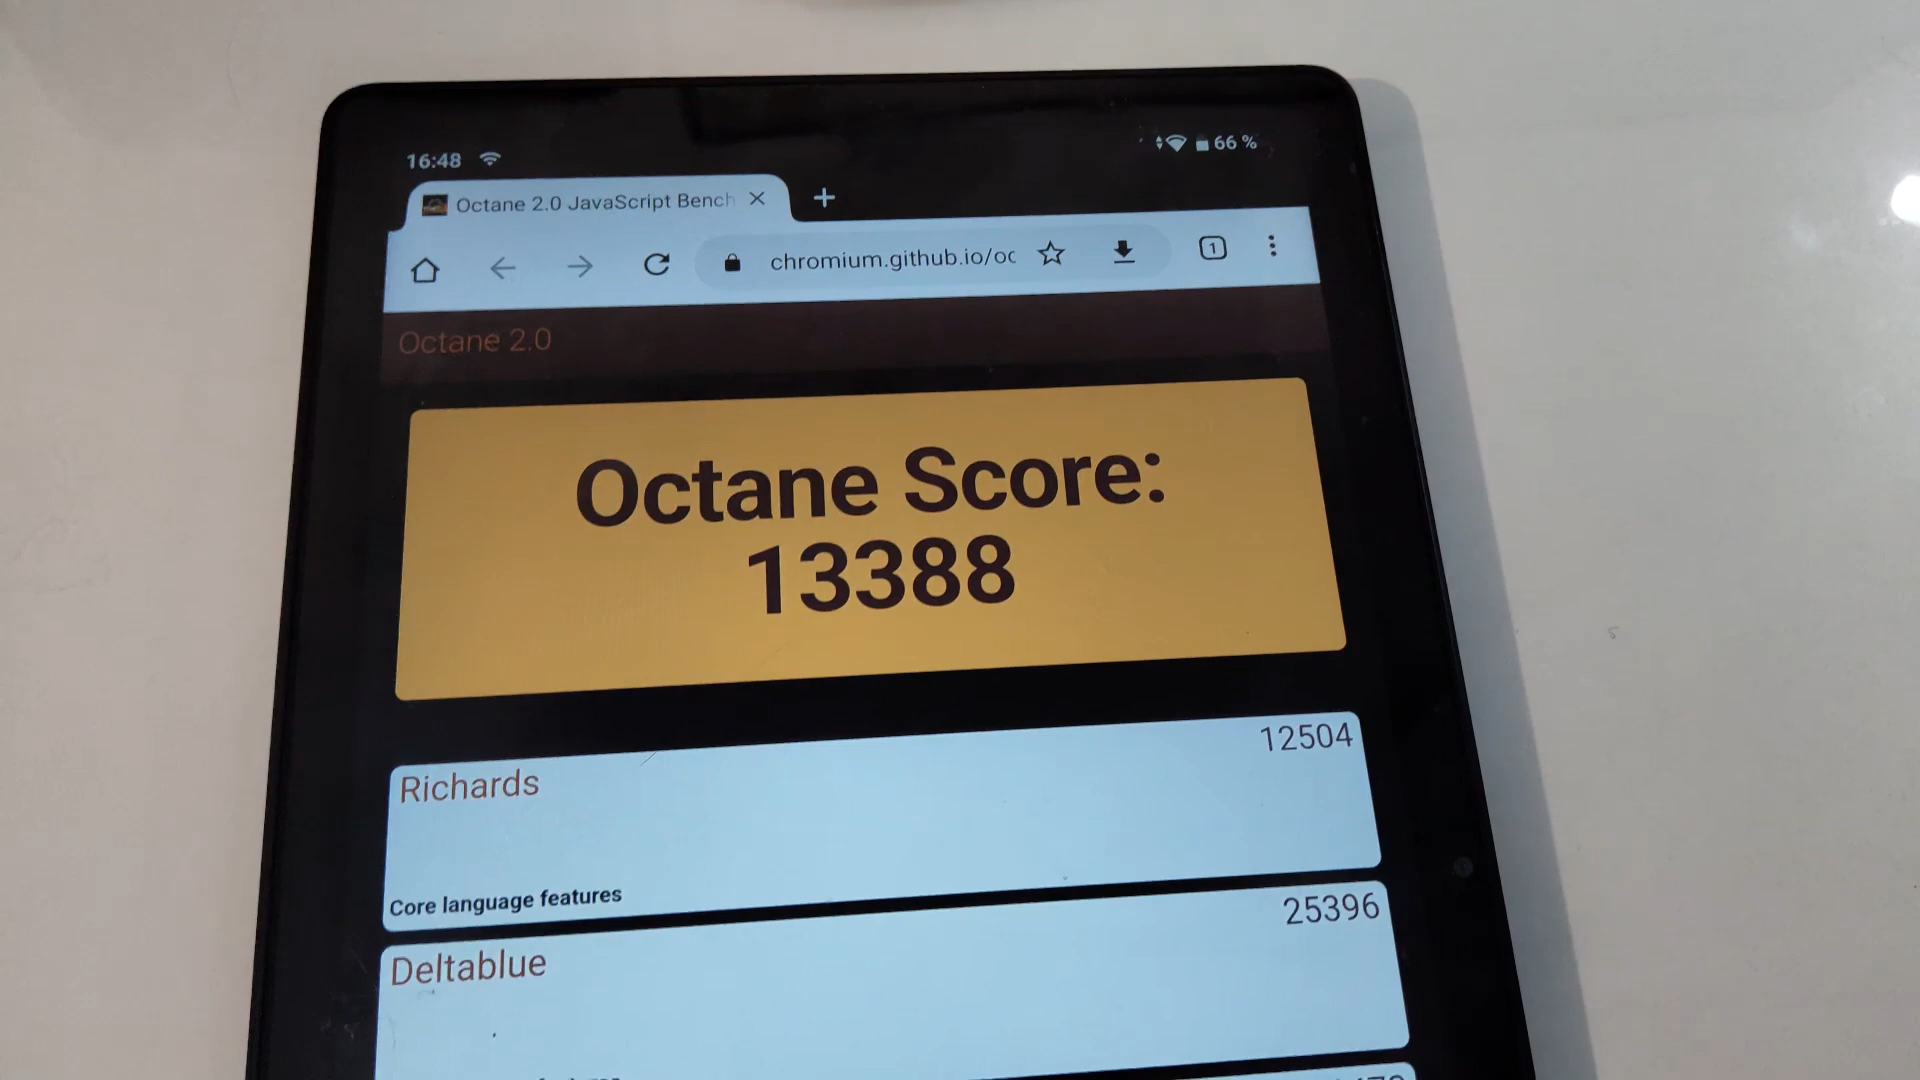 16:48
66 %
Octane 2.0 JavaScript Bench
chromium.github.io/oc
1
Octane 2.0
Octane Score:
13388
12504
Richards
Core language features
25396
Deltablue